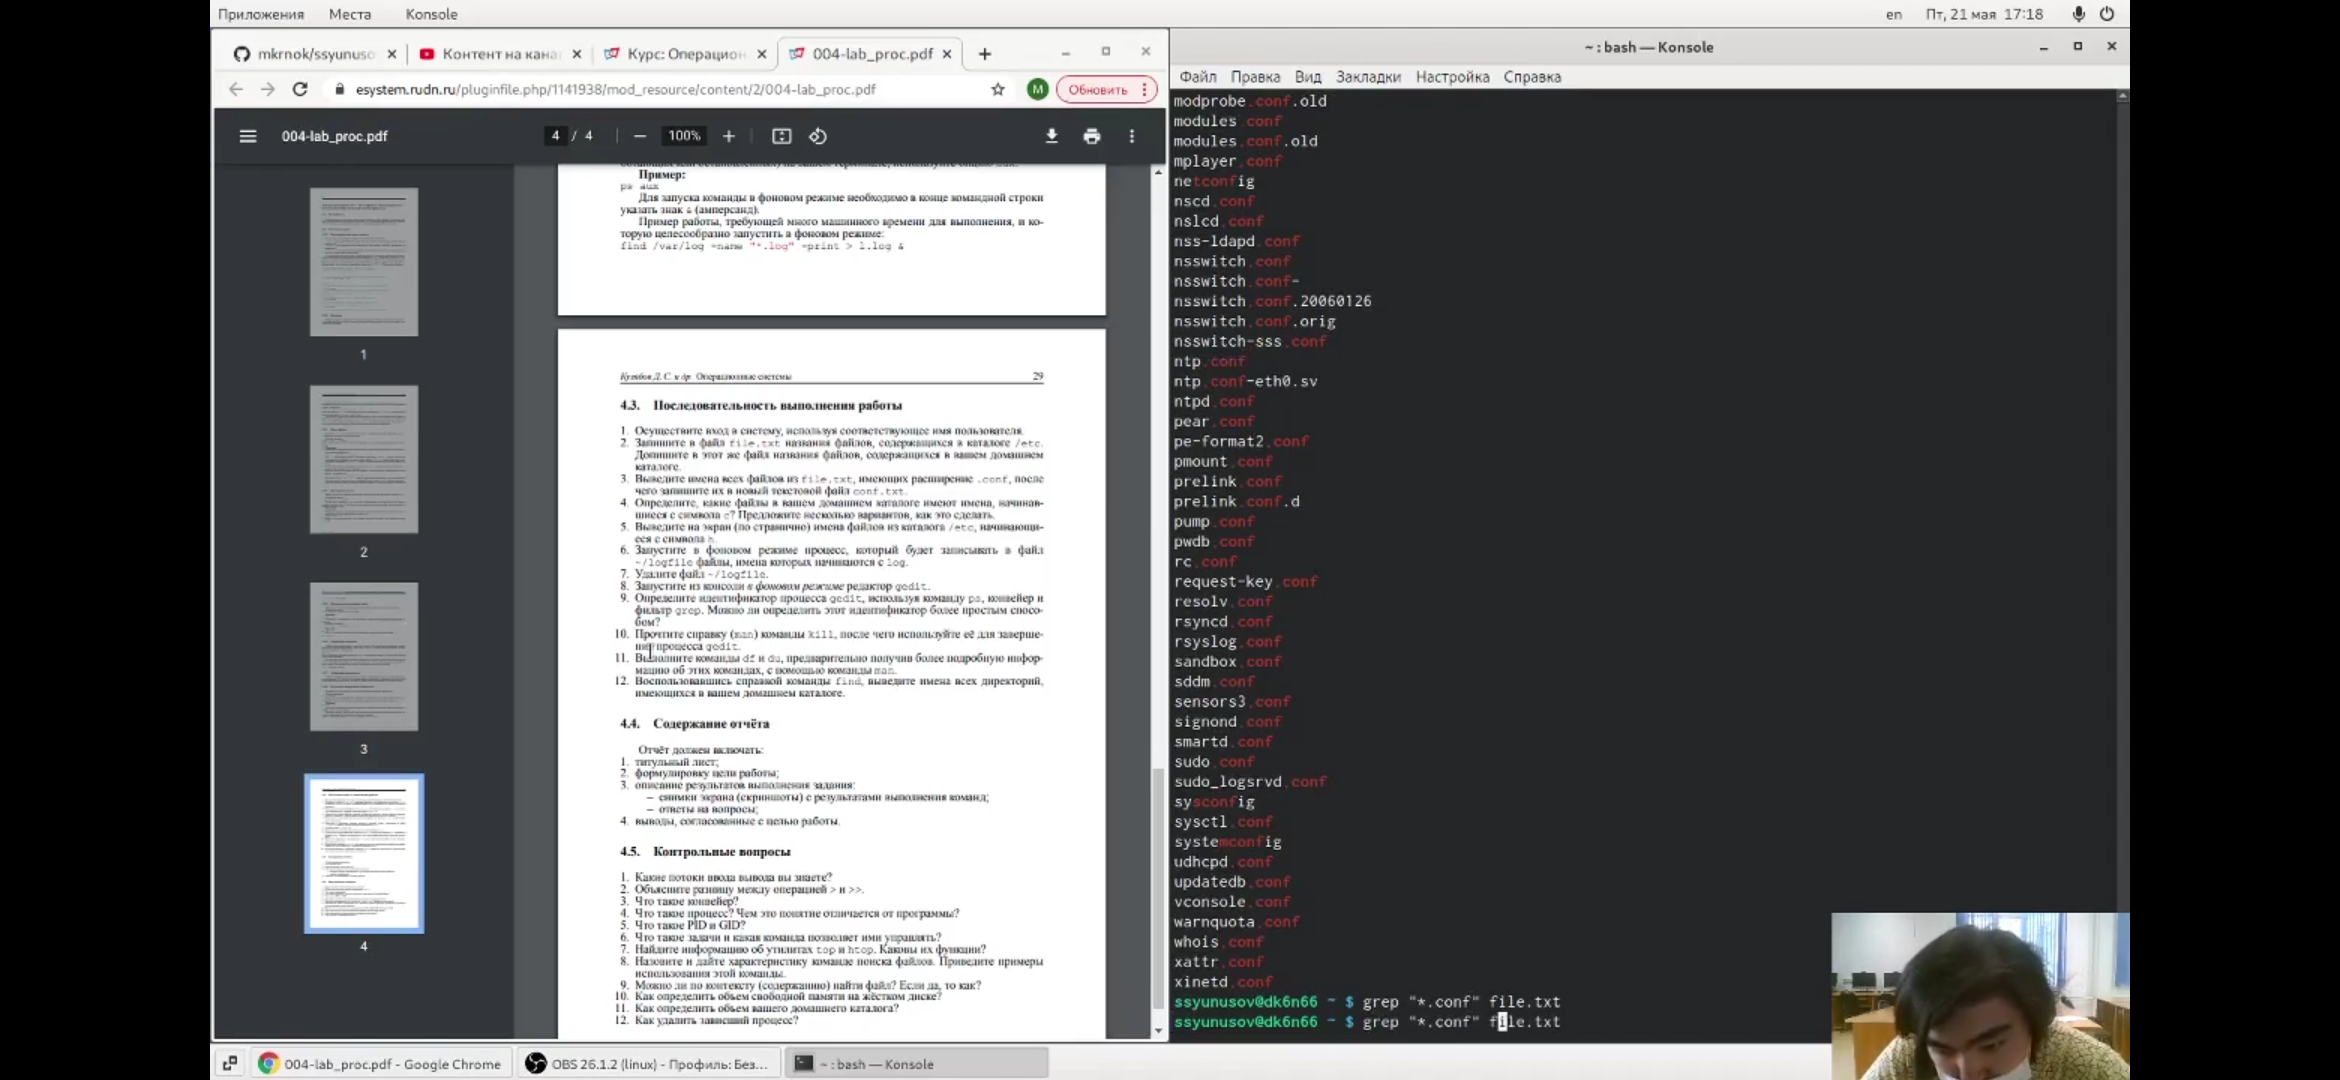 Приложения Места Konsole
en Пт, 21 мая 17:18
mkrnok/ssyunuso
Контент на кана
Курс: Операцион
004-lab_proc.pdf
esystem.rudn.ru/pluginfile.php/1141938/mod_resource/content/2/004-lab_proc.pdf
M
Обновить
004-lab_proc.pdf
4 / 4
100%
1
2
3
4
Пример:
ps aux
Для запуска команды в фоновом режиме необходимо в конце командной строки
указать знак & (амперсанд).
Пример работы, требующей много машинного времени для выполнения, и ко-
торую целесообразно запустить в фоновом режиме:
find /var/log -name "*.log" -print > l.log &
Кулябов Д. С. и др. Операционные системы 29
4.3. Последовательность выполнения работы
1. Осуществите вход в систему, используя соответствующее имя пользователя.
2. Запишите в файл file.txt названия файлов, содержащихся в каталоге /etc.
Допишите в этот же файл названия файлов, содержащихся в вашем домашнем
каталоге.
3. Выведите имена всех файлов из file.txt, имеющих расширение .conf, после
чего запишите их в новый текстовой файл conf.txt.
4. Определите, какие файлы в вашем домашнем каталоге имеют имена, начинав-
шиеся с символа c? Предложите несколько вариантов, как это сделать.
5. Выведите на экран (по странично) имена файлов из каталога /etc, начинающи-
еся с символа h.
6. Запустите в фоновом режиме процесс, который будет записывать в файл
~/logfile файлы, имена которых начинаются с log.
7. Удалите файл ~/logfile.
8. Запустите из консоли в фоновом режиме редактор gedit.
9. Определите идентификатор процесса gedit, используя команду ps, конвейер и
фильтр grep. Можно ли определить этот идентификатор более простым спосо-
бом?
10. Прочтите справку (man) команды kill, после чего используйте её для заверше-
ния процесса gedit.
11. Выполните команды df и du, предварительно получив более подробную инфор-
мацию об этих командах, с помощью команды man.
12. Воспользовавшись справкой команды find, выведите имена всех директорий,
имеющихся в вашем домашнем каталоге.
4.4. Содержание отчёта
Отчёт должен включать:
1. титульный лист;
2. формулировку цели работы;
3. описание результатов выполнения задания:
– снимки экрана (скриншоты) с результатами выполнения команд;
– ответы на вопросы;
4. выводы, согласованные с целью работы.
4.5. Контрольные вопросы
1. Какие потоки ввода вывода вы знаете?
2. Объясните разницу между операцией > и >>.
3. Что такое конвейер?
4. Что такое процесс? Чем это понятие отличается от программы?
5. Что такое PID и GID?
6. Что такое задачи и какая команда позволяет ими управлять?
7. Найдите информацию об утилитах top и htop. Каковы их функции?
8. Назовите и дайте характеристику команде поиска файлов. Приведите примеры
использования этой команды.
9. Можно ли по контексту (содержанию) найти файл? Если да, то как?
10. Как определить объем свободной памяти на жёстком диске?
11. Как определить объем вашего домашнего каталога?
12. Как удалить зависший процесс?
~ : bash — Konsole
Файл Правка Вид Закладки Настройка Справка
modprobe.conf.old
modules.conf
modules.conf.old
mplayer.conf
netconfig
nscd.conf
nslcd.conf
nss-ldapd.conf
nsswitch.conf
nsswitch.conf-
nsswitch.conf.20060126
nsswitch.conf.orig
nsswitch-sss.conf
ntp.conf
ntp.conf-eth0.sv
ntpd.conf
pear.conf
pe-format2.conf
pmount.conf
prelink.conf
prelink.conf.d
pump.conf
pwdb.conf
rc.conf
request-key.conf
resolv.conf
rsyncd.conf
rsyslog.conf
sandbox.conf
sddm.conf
sensors3.conf
signond.conf
smartd.conf
sudo.conf
sudo_logsrvd.conf
sysconfig
sysctl.conf
systemconfig
udhcpd.conf
updatedb.conf
vconsole.conf
warnquota.conf
whois.conf
xattr.conf
xinetd.conf
ssyunusov@dk6n66 ~ $ grep "*.conf" file.txt
ssyunusov@dk6n66 ~ $ grep "*.conf" file.txt
004-lab_proc.pdf - Google Chrome
OBS 26.1.2 (linux) - Профиль: Без...
~ : bash — Konsole